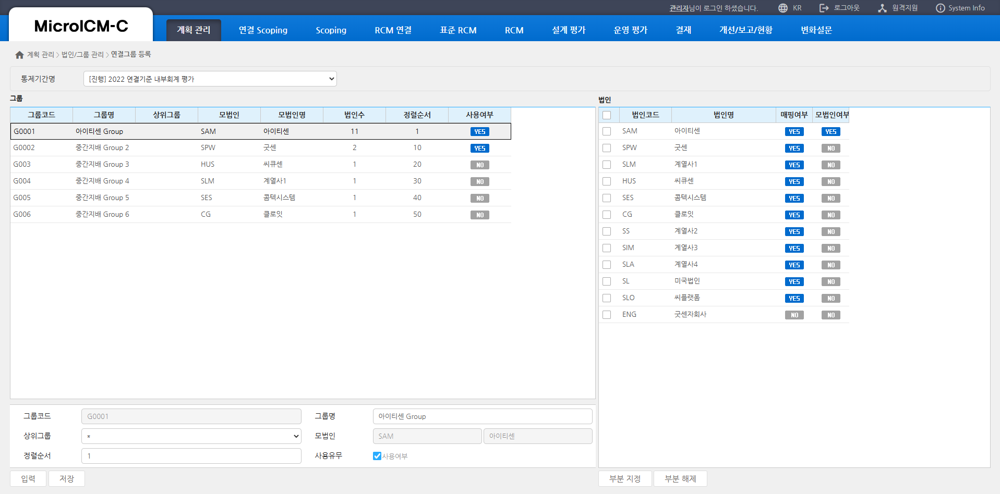 관리자님이 로그인 하셨습니다. KR 로그아웃 원격지원 System Info
MicroICM-C
계획 관리 연결 Scoping Scoping RCM 연결 표준 RCM RCM 설계 평가 운영 평가 결재 개선/보고/현황 변화설문
계획 관리 > 법인/그룹 관리 > 연결그룹 등록
통제기간명 [진행] 2022 연결기준 내부회계 평가
그룹
그룹코드 그룹명 상위그룹 모법인 모법인명 법인수 정렬순서 사용여부
G0001 아이티센 Group SAM 아이티센 11 1 YES
G0002 중간지배 Group 2 SPW 굿센 2 10 YES
G003 중간지배 Group 3 HUS 씨큐센 1 20 NO
G004 중간지배 Group 4 SLM 계열사1 1 30 NO
G005 중간지배 Group 5 SES 콤텍시스템 1 40 NO
G006 중간지배 Group 6 CG 클로잇 1 50 NO
그룹코드 G0001 그룹명 아이티센 Group
상위그룹 * 모법인 SAM 아이티센
정렬순서 1 사용유무 사용여부
입력 저장
법인
법인코드 법인명 매핑여부 모법인여부
SAM 아이티센 YES YES
SPW 굿센 YES NO
SLM 계열사1 YES NO
HUS 씨큐센 YES NO
SES 콤텍시스템 YES NO
CG 클로잇 YES NO
SS 계열사2 YES NO
SIM 계열사3 YES NO
SLA 계열사4 YES NO
SL 미국법인 YES NO
SLO 씨플랫폼 YES NO
ENG 굿센자회사 NO NO
부분 지정 부분 해제